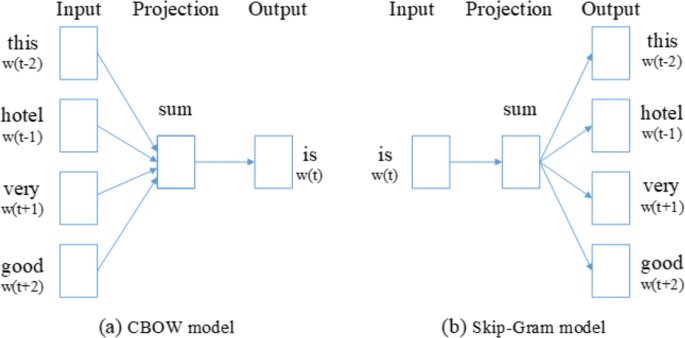 Input Projection Output
this
w(t-2)
hotel
w(t-1)
very
w(t+1)
good
w(t+2)
sum
is
w(t)
(a) CBOW model
Input Projection Output
is
w(t)
sum
this
w(t-2)
hotel
w(t-1)
very
w(t+1)
good
w(t+2)
(b) Skip-Gram model